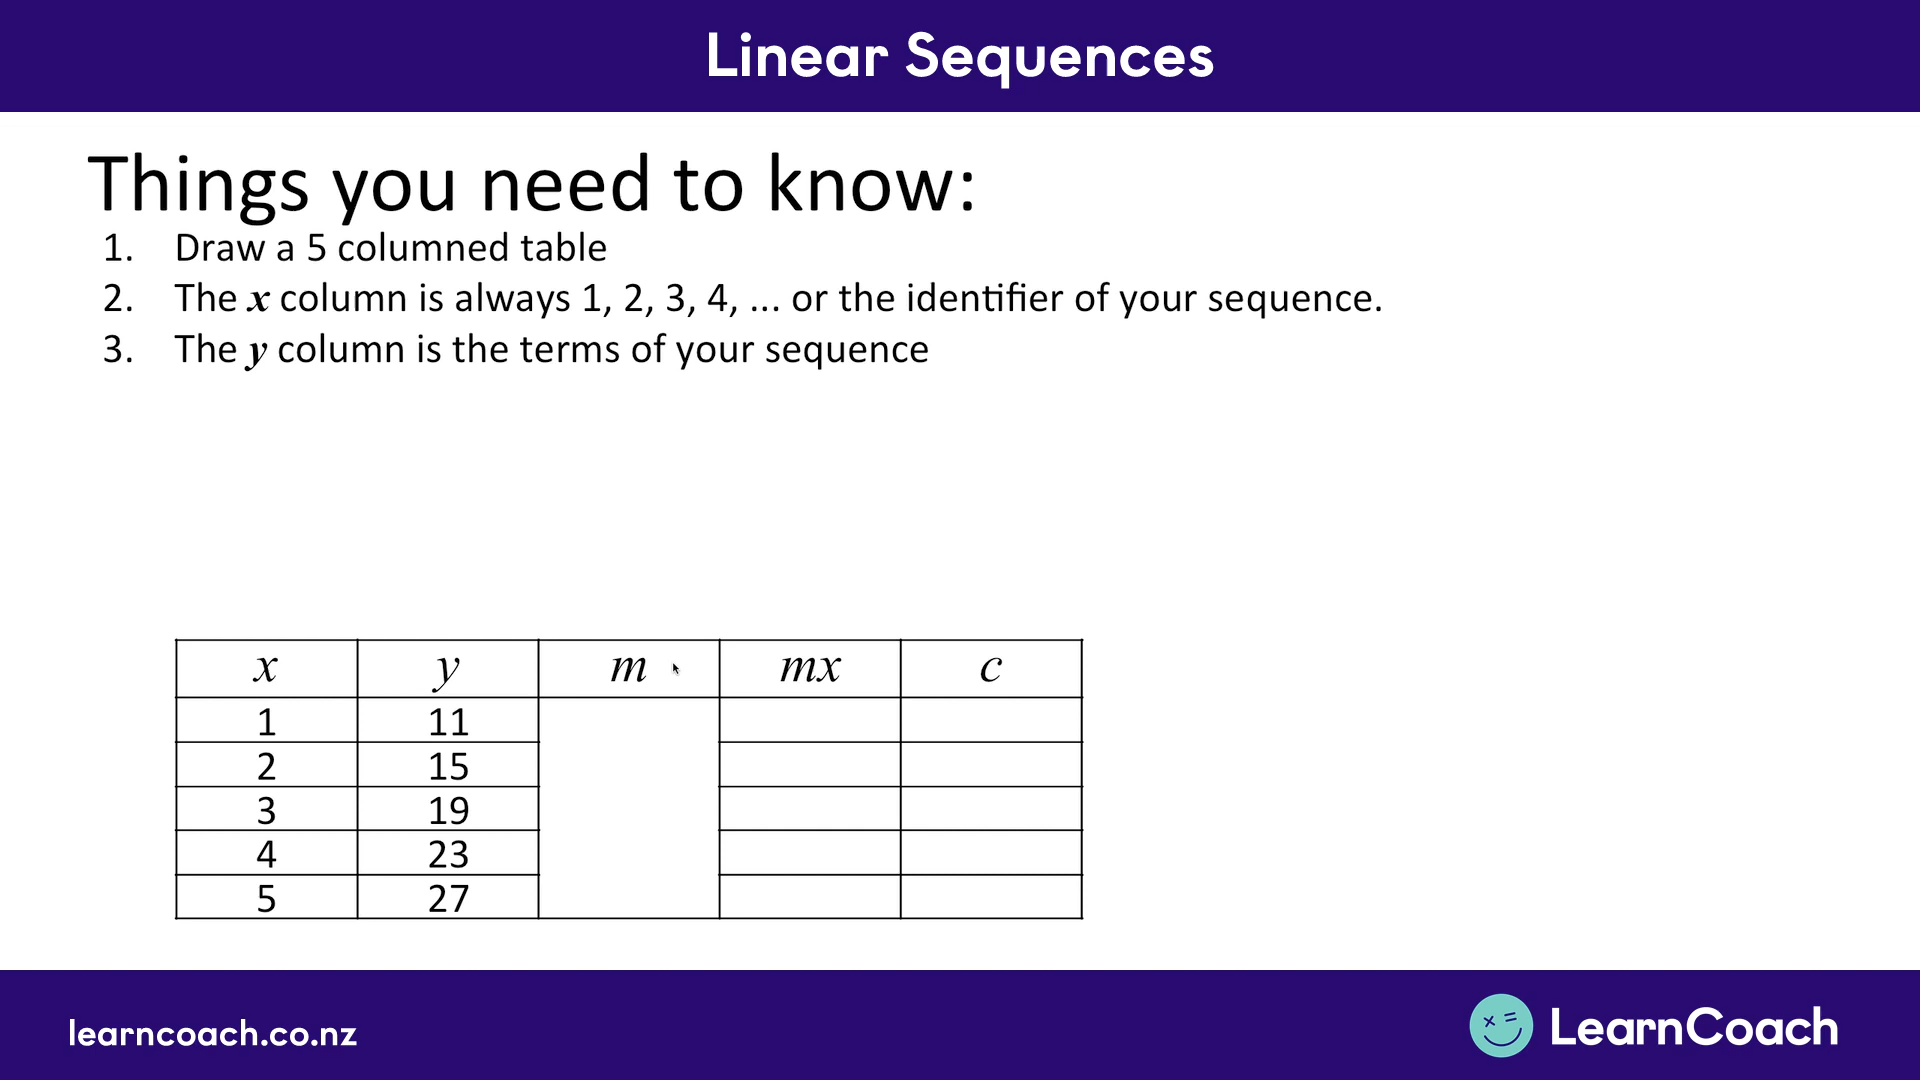 Linear Sequences
Things you need to know:
1. Draw a 5 columned table
2. The x column is always 1, 2, 3, 4, ... or the identifier of your sequence.
3. The y column is the terms of your sequence
x y m mx c
1 11
2 15
3 19
4 23
5 27
learncoach.co.nz
LearnCoach